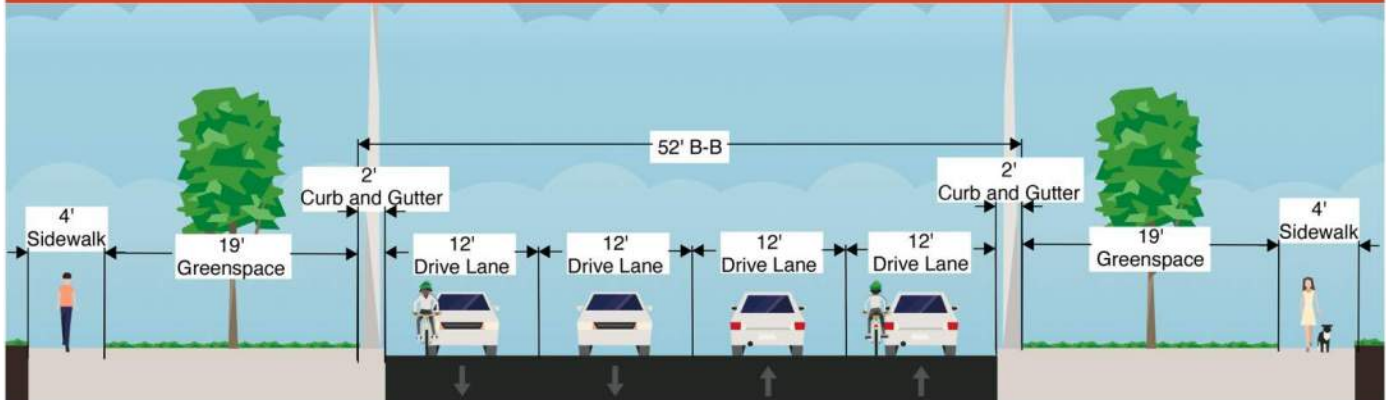 52' B-B
2'
Curb and Gutter
2'
Curb and Gutter
4'
Sidewalk
19'
Greenspace
12'
Drive Lane
12'
Drive Lane
12'
Drive Lane
12'
Drive Lane
19'
Greenspace
4'
Sidewalk